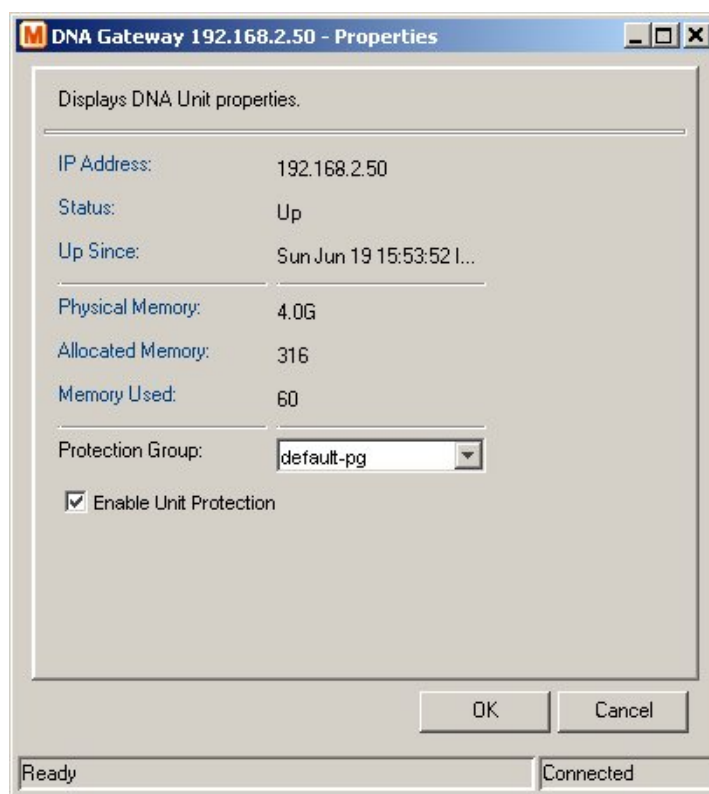 M DNA Gateway 192.168.2.50 - Properties
Displays DNA Unit properties.
IP Address: 192.168.2.50
Status: Up
Up Since: Sun Jun 19 15:53:52 I...
Physical Memory: 4.0G
Allocated Memory: 316
Memory Used: 60
Protection Group: default-pg
Enable Unit Protection
OK Cancel
Ready Connected